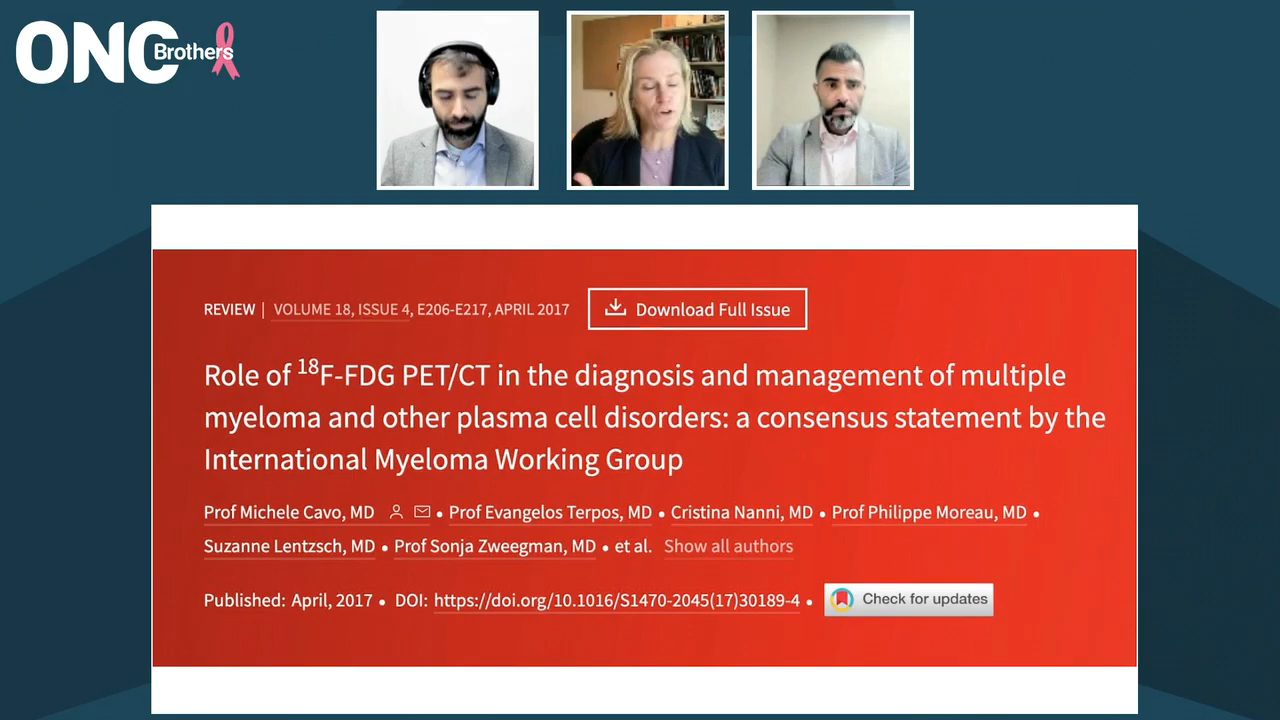 ONC Brothers
REVIEW | VOLUME 18, ISSUE 4, E206-E217, APRIL 2017 Download Full Issue
Role of 18F-FDG PET/CT in the diagnosis and management of multiple
myeloma and other plasma cell disorders: a consensus statement by the
International Myeloma Working Group
Prof Michele Cavo, MD • Prof Evangelos Terpos, MD • Cristina Nanni, MD • Prof Philippe Moreau, MD •
Suzanne Lentzsch, MD • Prof Sonja Zweegman, MD • et al. Show all authors
Published: April, 2017 • DOI: https://doi.org/10.1016/S1470-2045(17)30189-4 • Check for updates